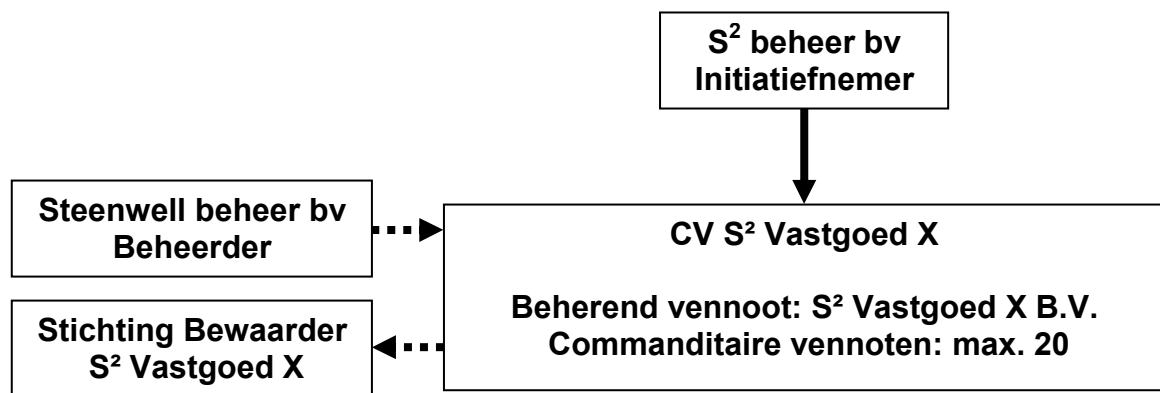 S² beheer bv
Initiatiefnemer
Steenwell beheer bv
Beheerder
CV S² Vastgoed X
Beherend vennoot: S² Vastgoed X B.V.
Commanditaire vennoten: max. 20
Stichting Bewaarder
S² Vastgoed X